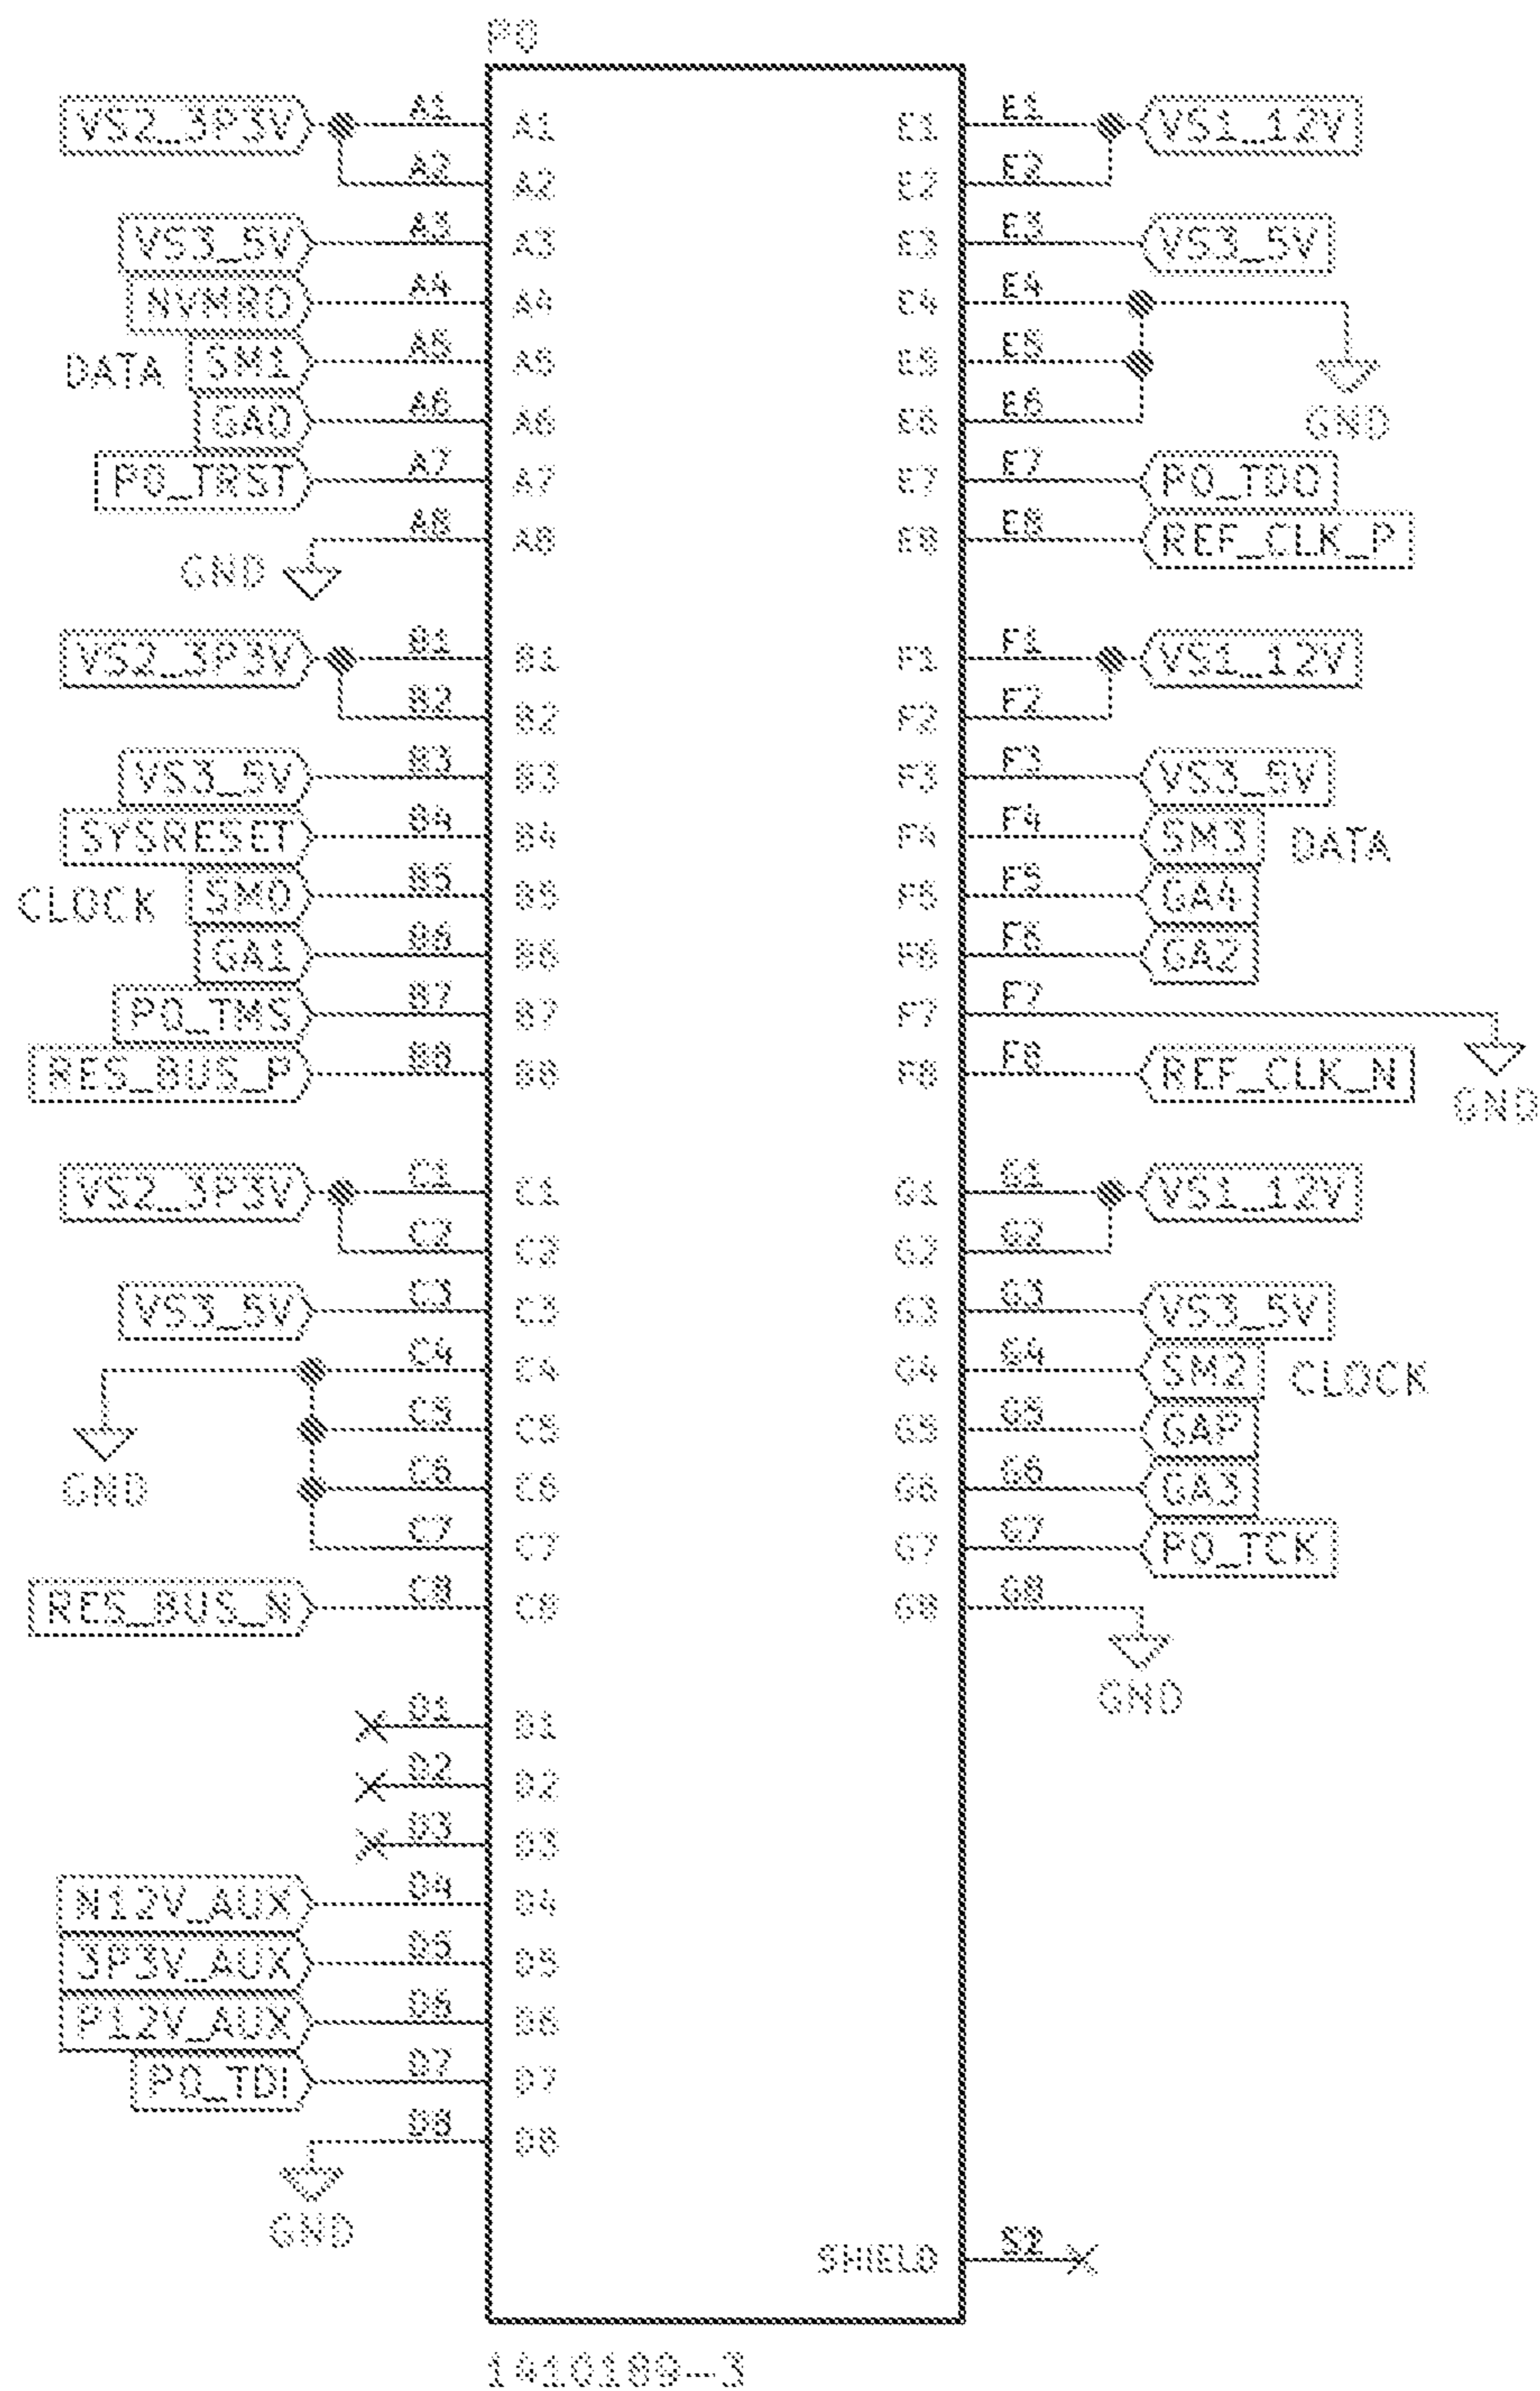 P0
VS2_3P3V A1 A1 E1 E1 VS1_12V
A2 A2 E2 E2
VS3_5V A3 A3 E3 E3 VS3_5V
NVMRO A4 A4 E4 E4
DATA SM1 A5 A5 E5 E5
GA0 A6 A6 E6 E6 GND
P0_TRST A7 A7 E7 E7 P0_TDO
GND A8 A8 E8 E8 REF_CLK_P
VS2_3P3V B1 B1 F1 F1 VS1_12V
B2 B2 F2 F2
VS3_5V B3 B3 F3 F3 VS3_5V
SYSRESET B4 B4 F4 F4 SM3 DATA
CLOCK SM0 B5 B5 F5 F5 GA4
GA1 B6 B6 F6 F6 GA2
P0_TMS B7 B7 F7 F7
RES_BUS_P B8 B8 F8 F8 REF_CLK_N GND
VS2_3P3V C1 C1 G1 G1 VS1_12V
C2 C2 G2 G2
VS3_5V C3 C3 G3 G3 VS3_5V
C4 C4 G4 G4 SM2 CLOCK
C5 C5 G5 G5 GAP
GND C6 C6 G6 G6 GA3
C7 C7 G7 G7 P0_TCK
RES_BUS_N C8 C8 G8 G8
GND
D1 D1
D2 D2
D3 D3
N12V_AUX D4 D4
3P3V_AUX D5 D5
P12V_AUX D6 D6
P0_TDI D7 D7
D8 D8
GND
SHIELD
1410189-3